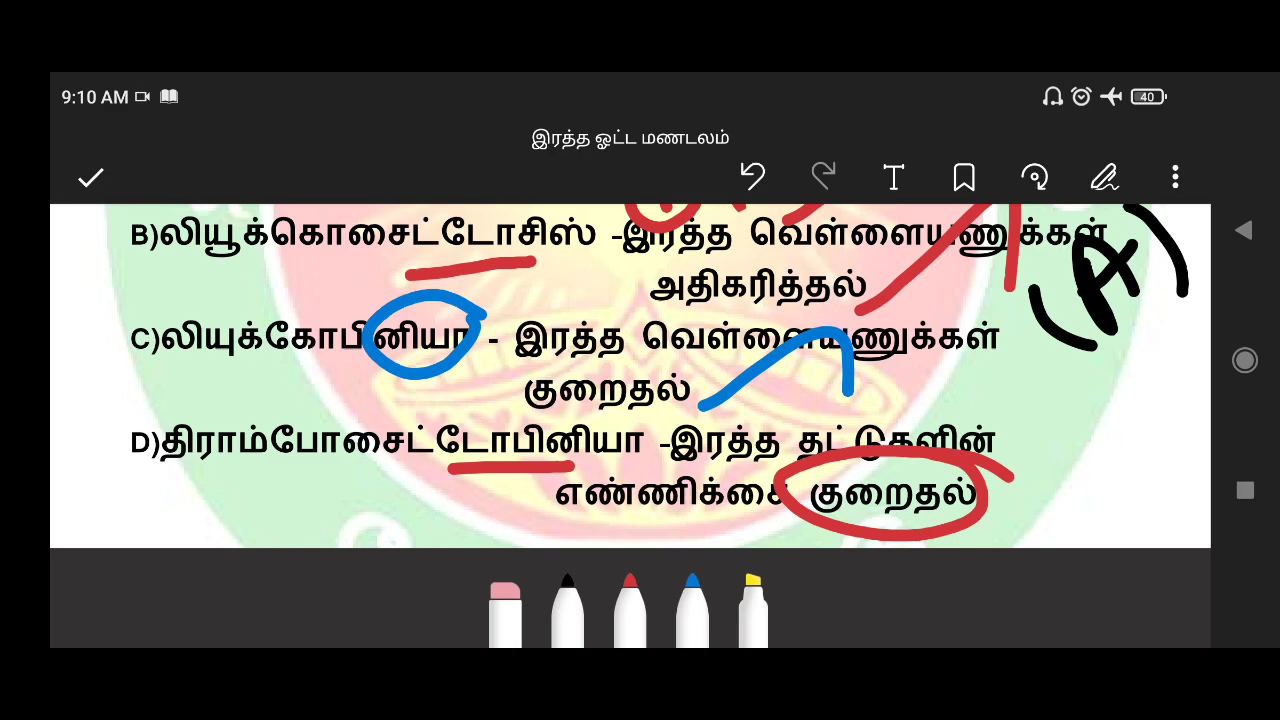 9:10 AM 40
இரத்த ஓட்ட மணடலம்
B)லியூக்கொசைட்டோசிஸ் -இரத்த வெள்ளையணுக்கள்
அதிகரித்தல்
(A)
C)லியுக்கோபினியா - இரத்த வெள்ளையணுக்கள்
குறைதல்
D)திராம்போசைட்டோபினியா -இரத்த தட்டுகளின்
எண்ணிக்கை குறைதல்